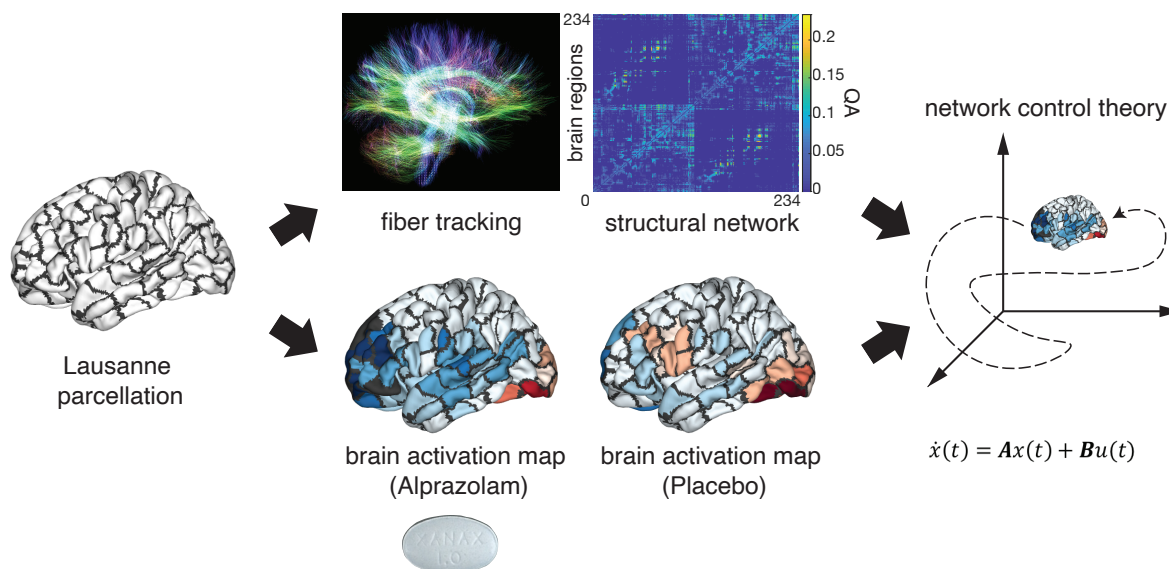 234
brain regions
0
234
0.2
0.15
0.1
0.05
0
QA
fiber tracking
structural network
network control theory
Lausanne
parcellation
brain activation map
(Alprazolam)
brain activation map
(Placebo)
ẋ(t) = Ax(t) + Bu(t)
XANAX
1.0